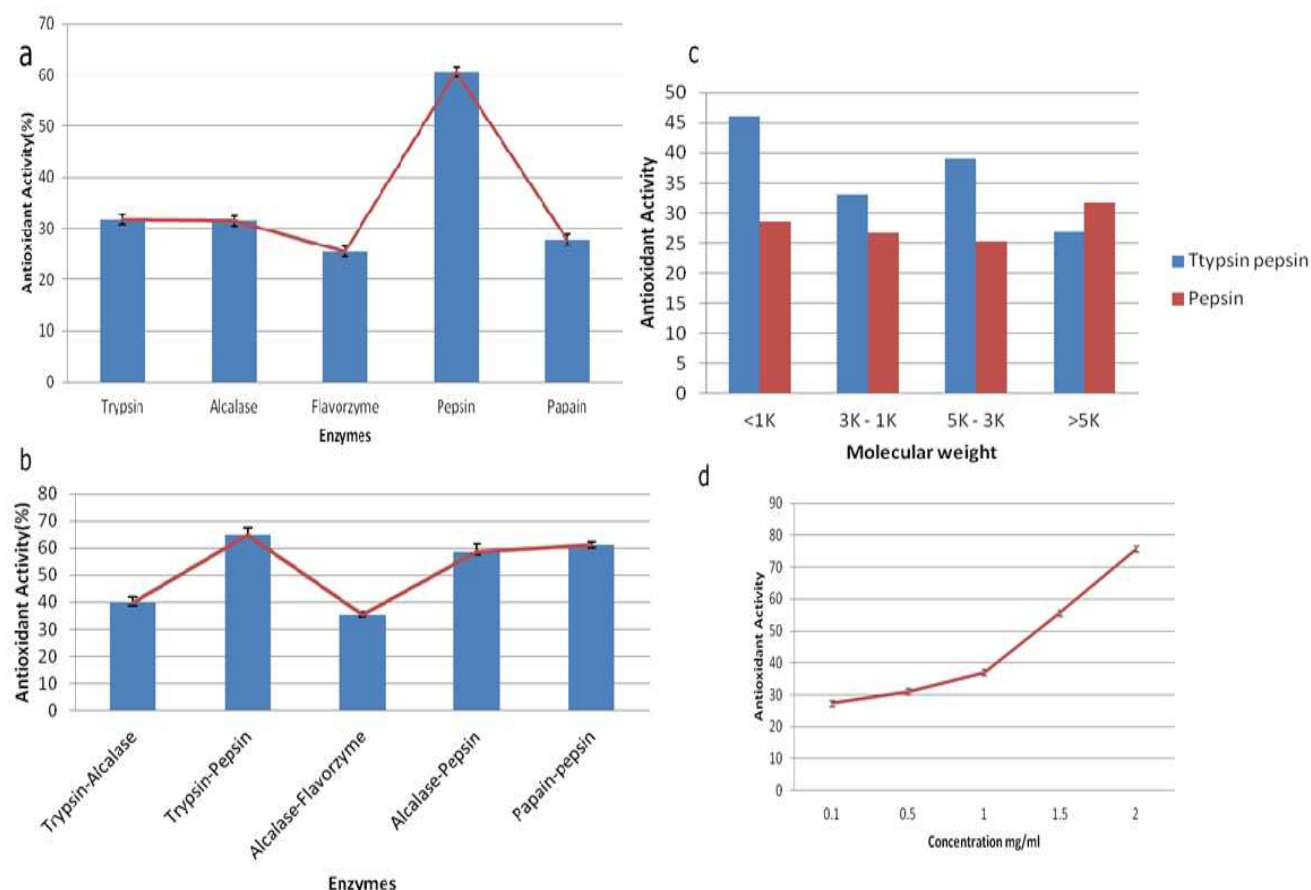 a
Antioxidant Activity(%)
70
60
50
40
30
20
10
0
Trypsin Alcalase Flavorzyme Pepsin Papain
Enzymes
b
Antioxidant Activity(%)
80
70
60
50
40
30
20
10
0
Trypsin-Alcalase
Trypsin-Pepsin
Alcalase-Flavorzyme
Alcalase-Pepsin
Papain-pepsin
Enzymes
c
Antioxidant Activity
50
45
40
35
30
25
20
15
10
5
0
<1K 3K - 1K 5K - 3K >5K
Molecular weight
Ttypsin pepsin
Pepsin
d
Antioxidant Activity
90
80
70
60
50
40
30
20
10
0
0.1 0.5 1 1.5 2
Concentration mg/ml